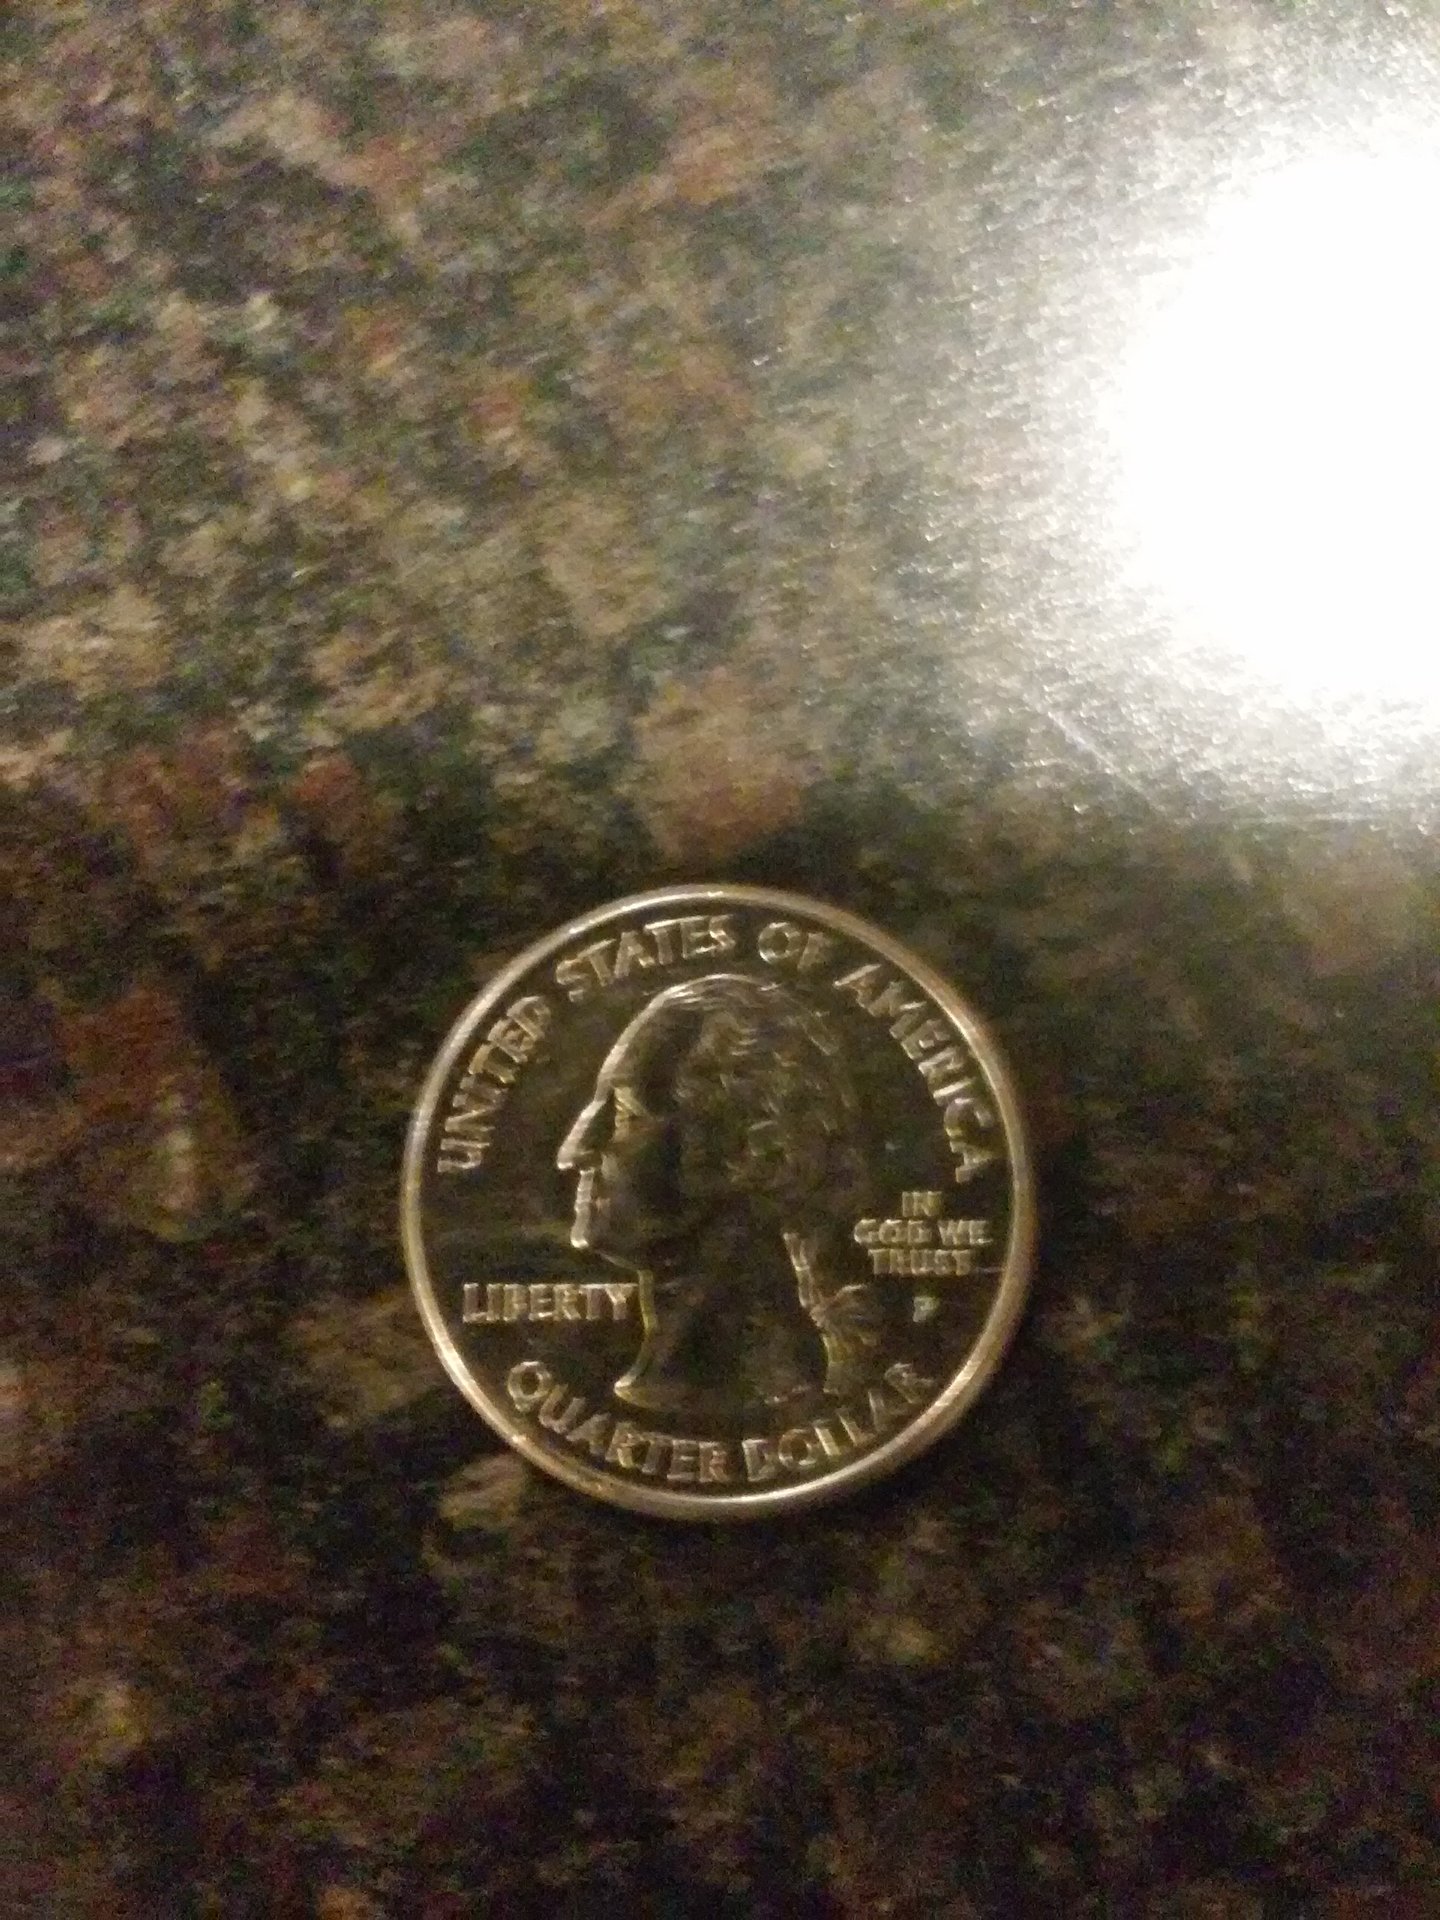 UNITED STATES OF AMERICA
IN
GOD WE
TRUST
LIBERTY
P
QUARTER DOLLAR